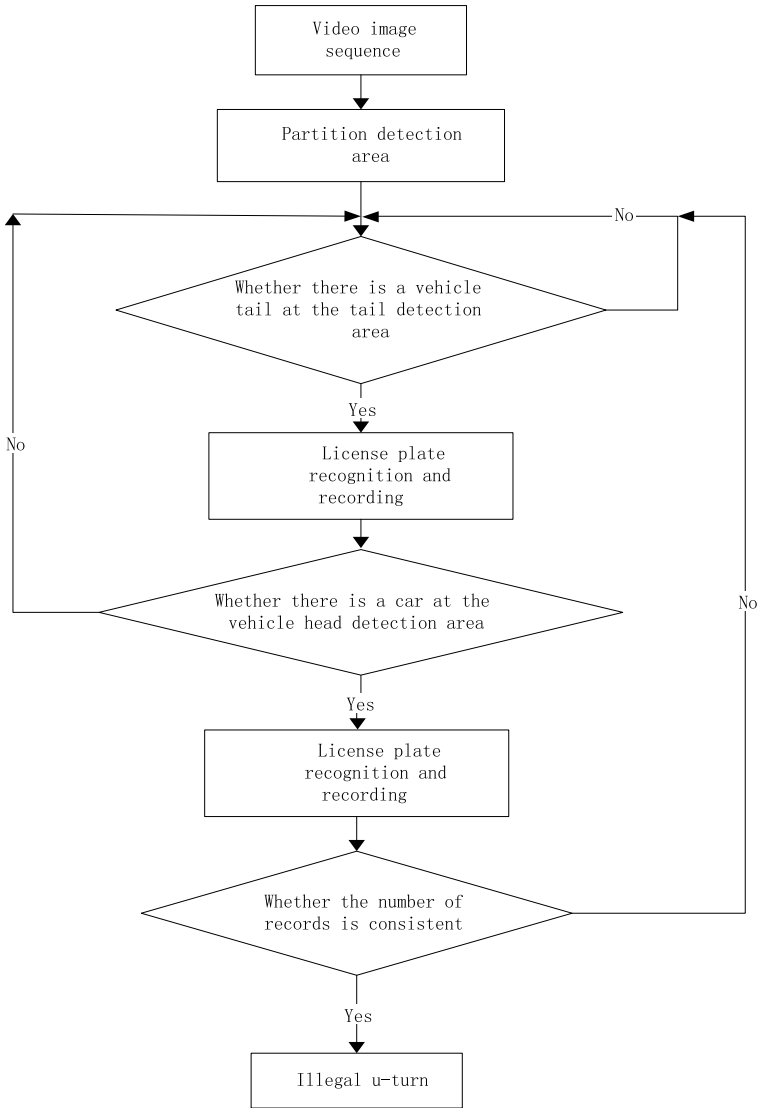 Video image
sequence
Partition detection
area
No
Whether there is a vehicle
tail at the tail detection
area
Yes
No
License plate
recognition and
recording
Whether there is a car at the
vehicle head detection area
No
Yes
License plate
recognition and
recording
Whether the number of
records is consistent
Yes
Illegal u-turn